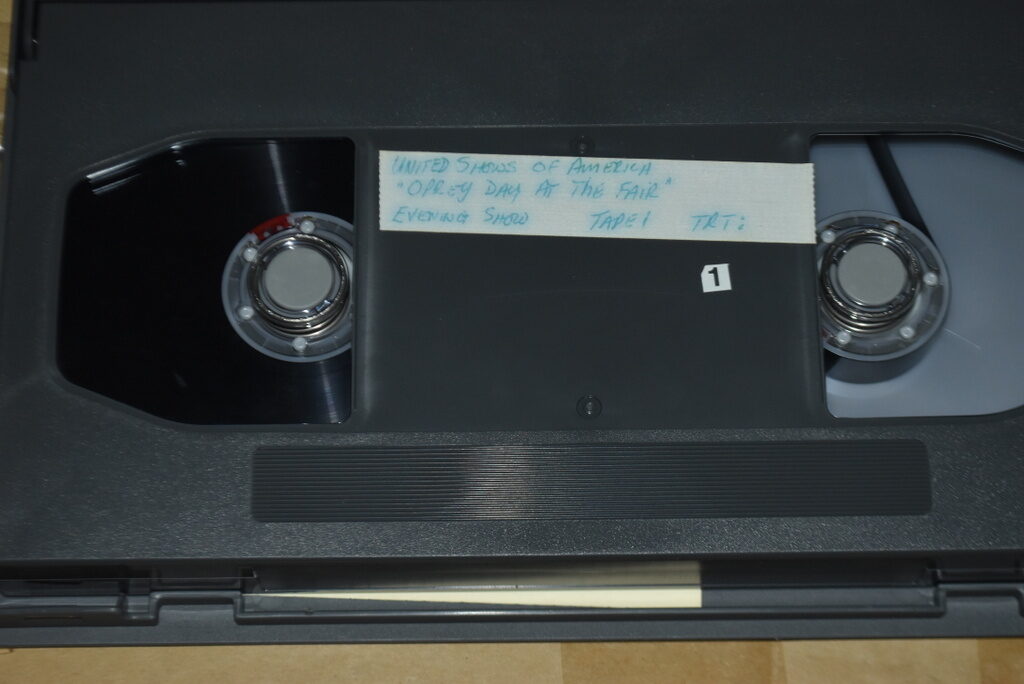 UNITED SHOWS OF AMERICA
"OPREY DAY AT THE FAIR"
EVENING SHOW TAPE 1 TRT:
1